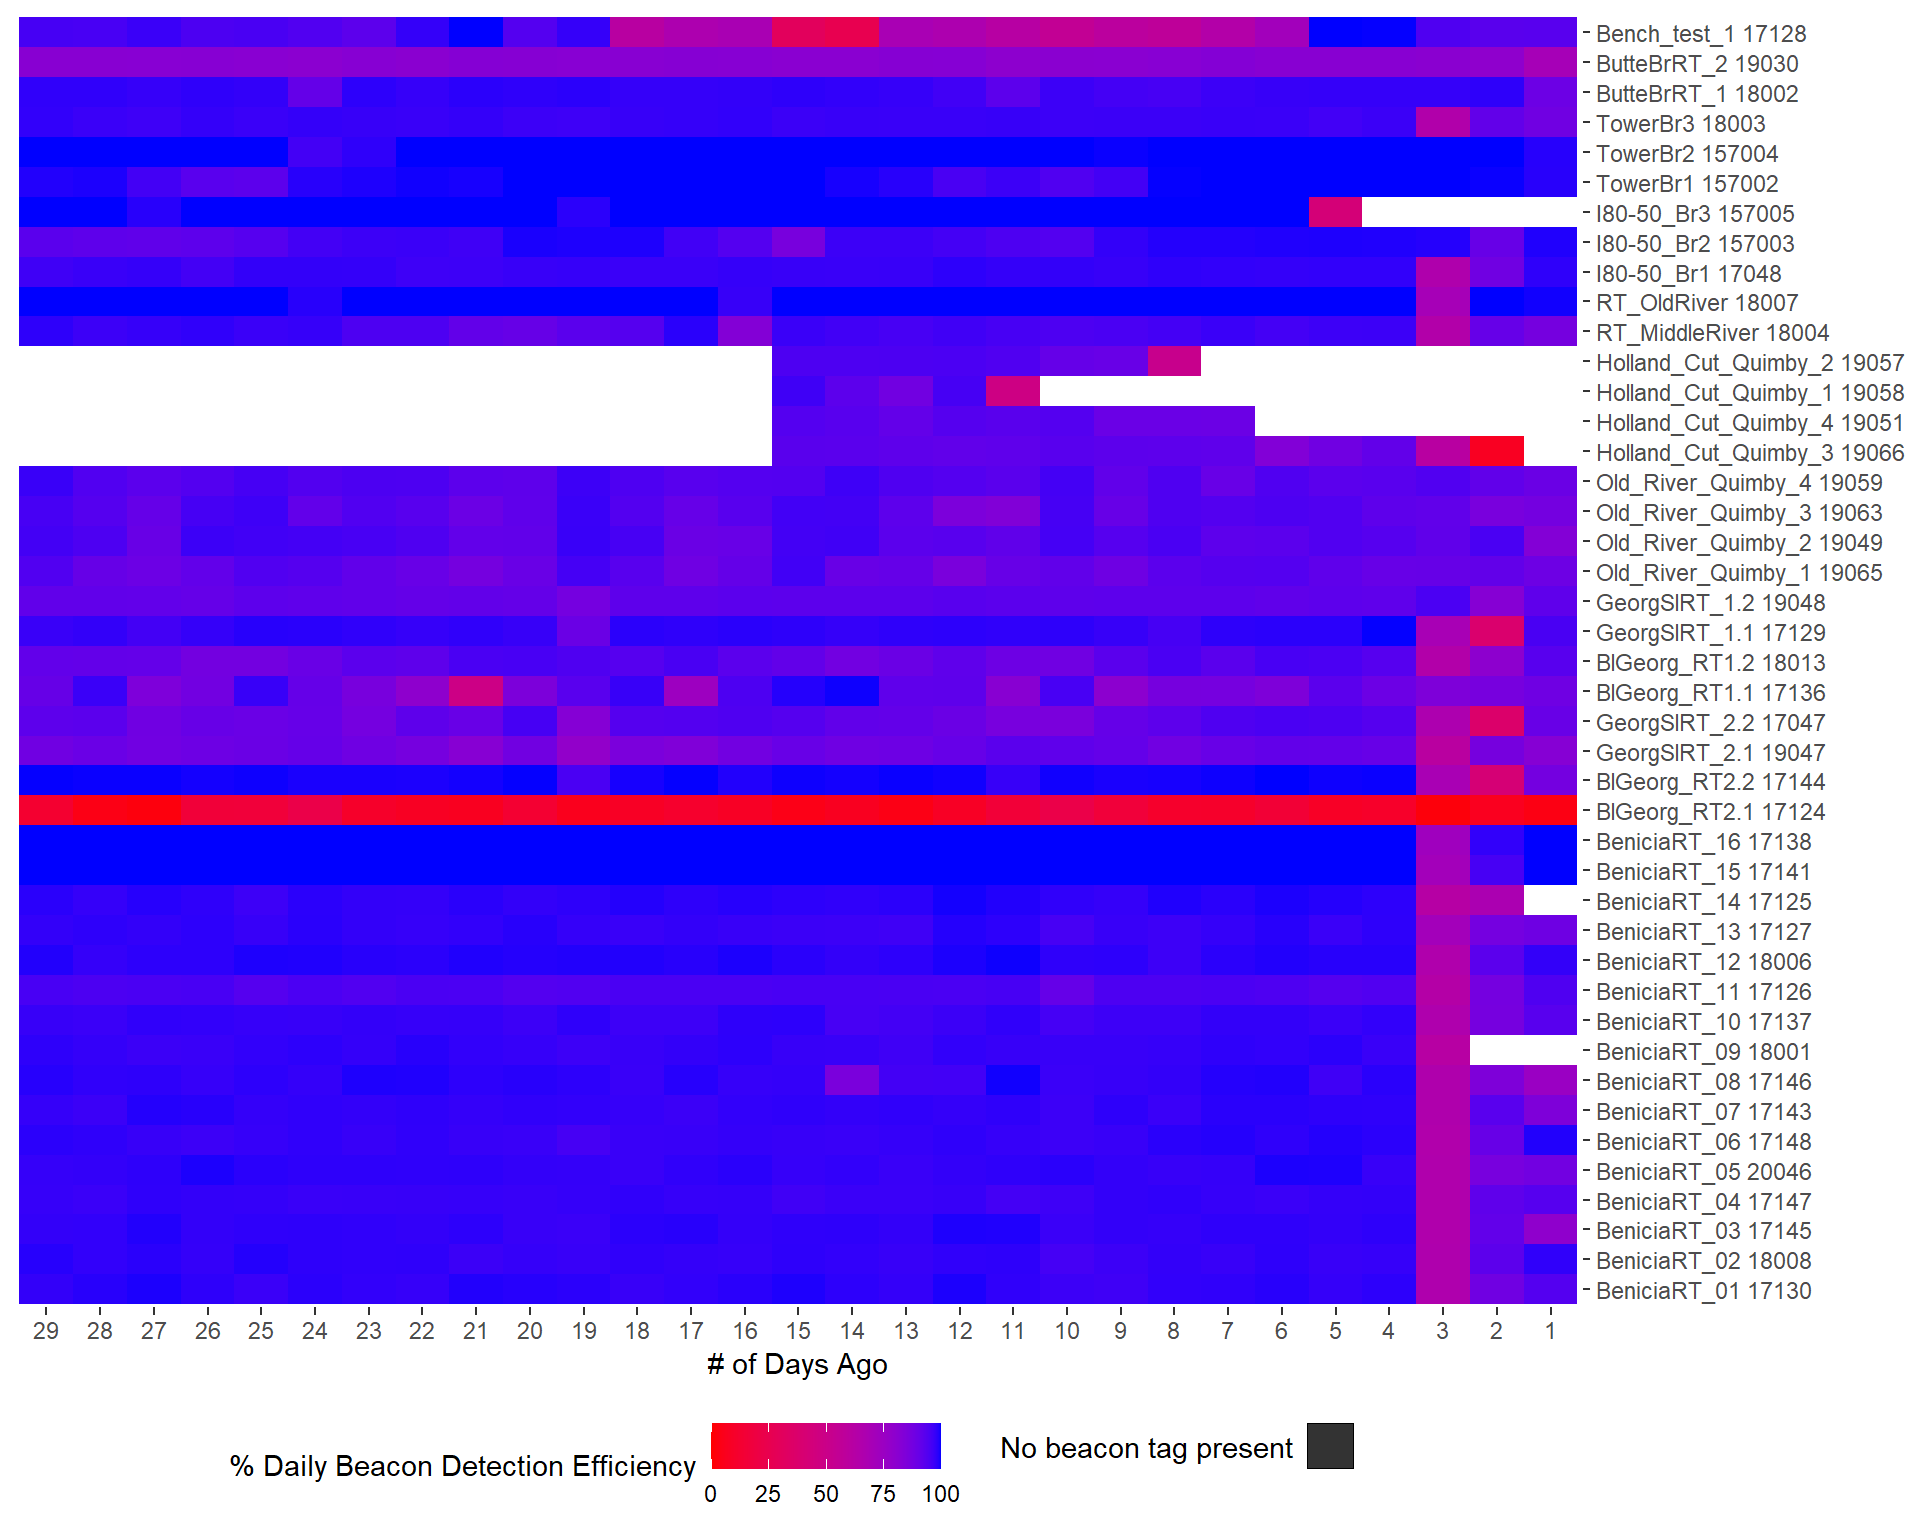 Bench_test_1 17128
ButteBrRT_2 19030
ButteBrRT_1 18002
TowerBr3 18003
TowerBr2 157004
TowerBr1 157002
I80-50_Br3 157005
I80-50_Br2 157003
I80-50_Br1 17048
RT_OldRiver 18007
RT_MiddleRiver 18004
Holland_Cut_Quimby_2 19057
Holland_Cut_Quimby_1 19058
Holland_Cut_Quimby_4 19051
Holland_Cut_Quimby_3 19066
Old_River_Quimby_4 19059
Old_River_Quimby_3 19063
Old_River_Quimby_2 19049
Old_River_Quimby_1 19065
GeorgSlRT_1.2 19048
GeorgSlRT_1.1 17129
BlGeorg_RT1.2 18013
BlGeorg_RT1.1 17136
GeorgSlRT_2.2 17047
GeorgSlRT_2.1 19047
BlGeorg_RT2.2 17144
BlGeorg_RT2.1 17124
BeniciaRT_16 17138
BeniciaRT_15 17141
BeniciaRT_14 17125
BeniciaRT_13 17127
BeniciaRT_12 18006
BeniciaRT_11 17126
BeniciaRT_10 17137
BeniciaRT_09 18001
BeniciaRT_08 17146
BeniciaRT_07 17143
BeniciaRT_06 17148
BeniciaRT_05 20046
BeniciaRT_04 17147
BeniciaRT_03 17145
BeniciaRT_02 18008
BeniciaRT_01 17130
29 28 27 26 25 24 23 22 21 20 19 18 17 16 15 14 13 12 11 10 9 8 7 6 5 4 3 2 1
# of Days Ago
% Daily Beacon Detection Efficiency
0 25 50 75 100
No beacon tag present